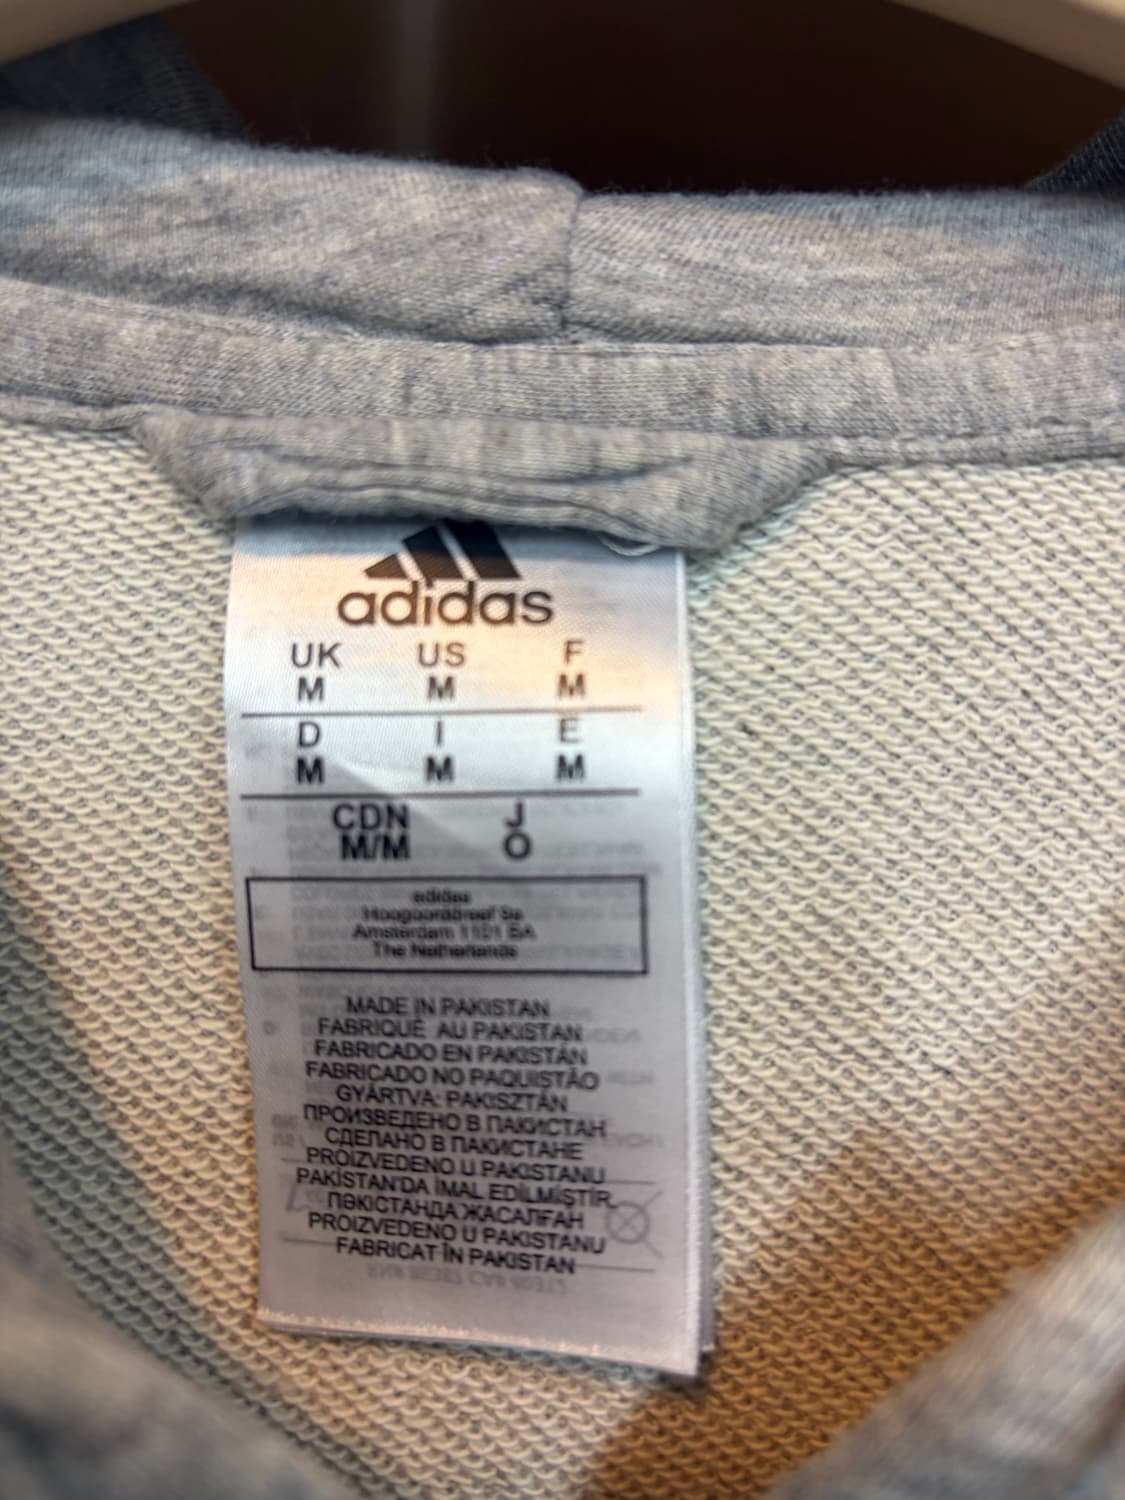 adidas
UK US F
M M M
D I E
M M M
CDN J
M/M O
adidas
Hoogoorddreef 9a
Amsterdam 1101 BA
The Netherlands
MADE IN PAKISTAN
FABRIQUÉ AU PAKISTAN
FABRICADO EN PAKISTÁN
FABRICADO NO PAQUISTÃO
GYÁRTVA: PAKISZTÁN
ПРОИЗВЕДЕНО В ПАКИСТАН
СДЕЛАНО В ПАКИСТАНЕ
PROIZVEDENO U PAKISTANU
PAKİSTAN'DA İMAL EDİLMİŞTİR
ПӘКІСТАНДА ЖАСАЛҒАН
PROIZVEDENO U PAKISTANU
FABRICAT ÎN PAKISTAN